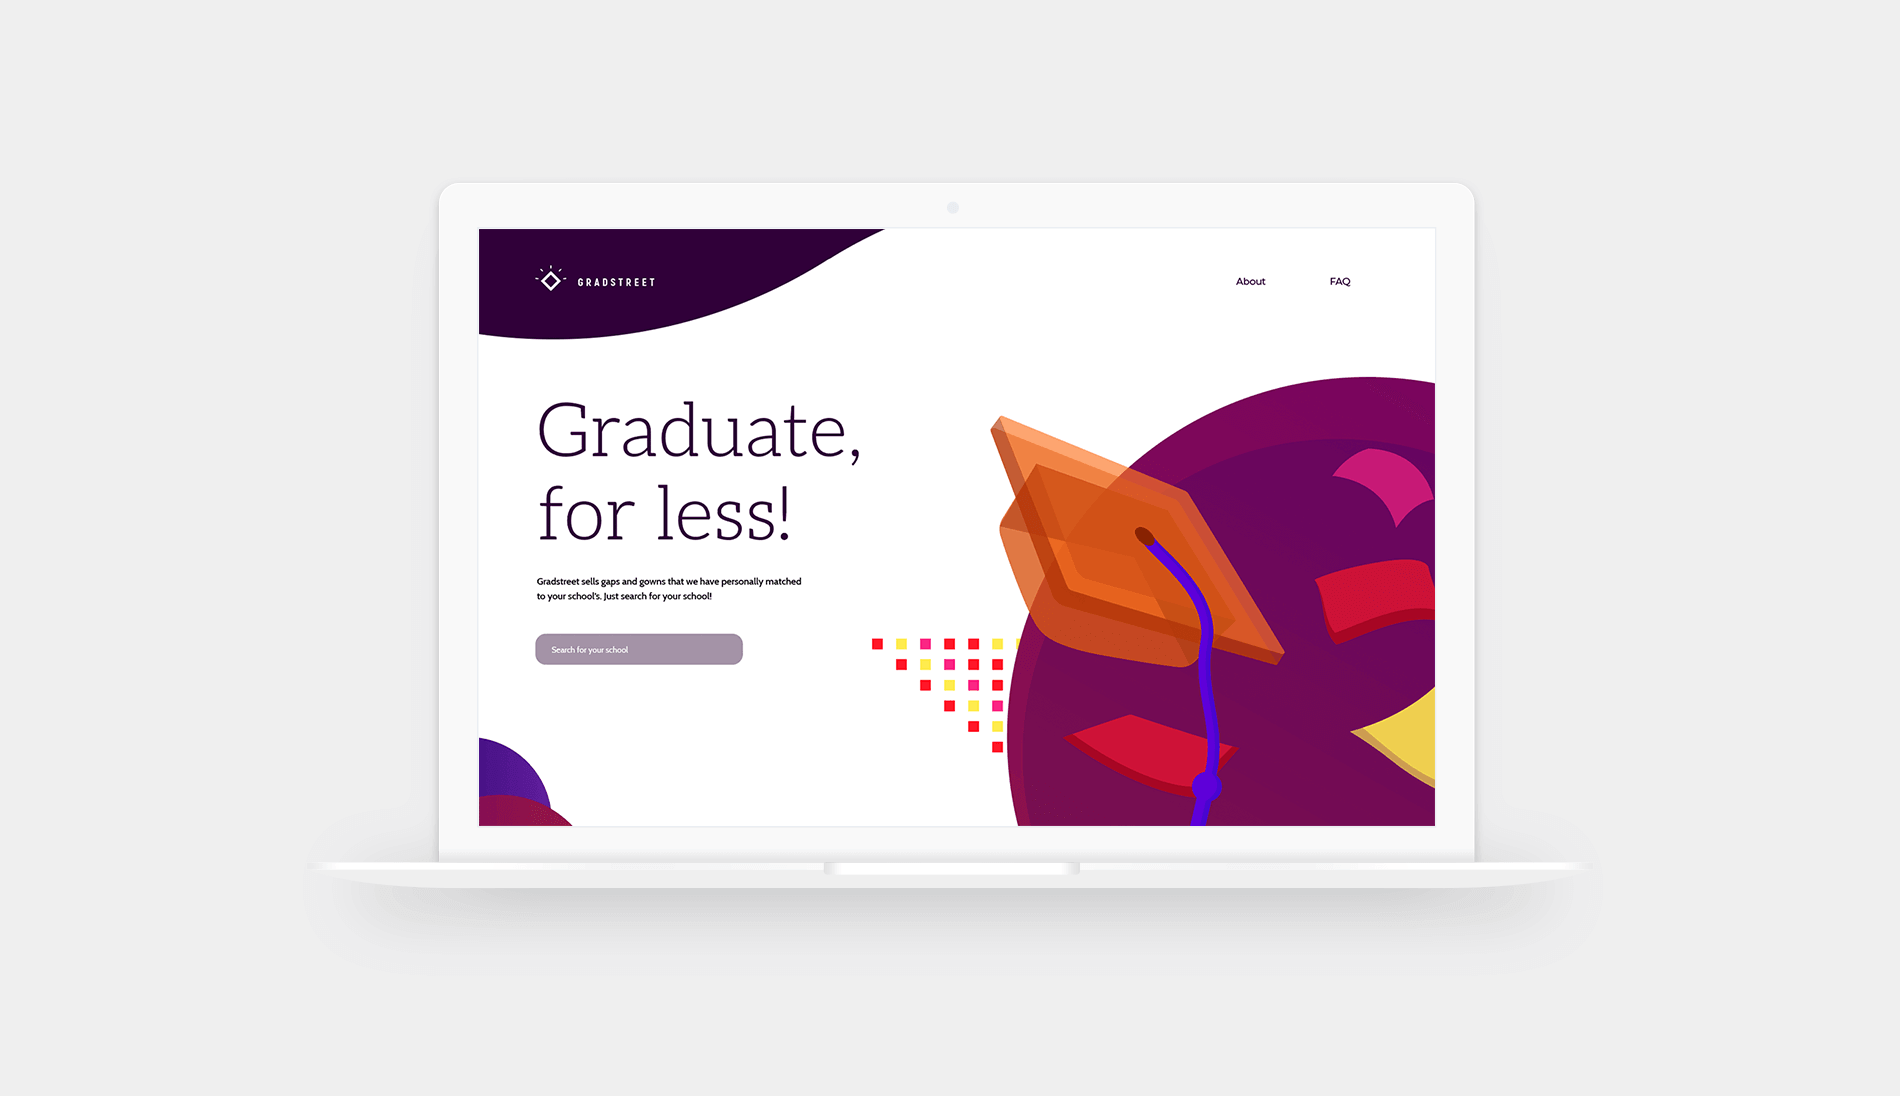 GRADSTREET
About
FAQ
Graduate,
for less!
Gradstreet sells gaps and gowns that we have personally matched
to your school's. Just search for your school!
Search for your school